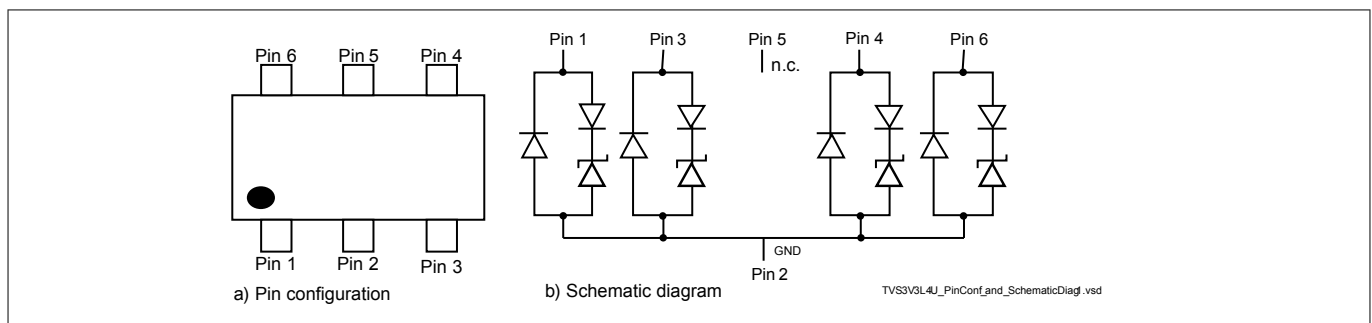 Pin 6 Pin 5 Pin 4
Pin 1 Pin 2 Pin 3
a) Pin configuration
Pin 1 Pin 3 Pin 5 Pin 4 Pin 6
n.c.
GND
Pin 2
b) Schematic diagram
TVS3V3L4U_PinConf_and_SchematicDiagl.vsd